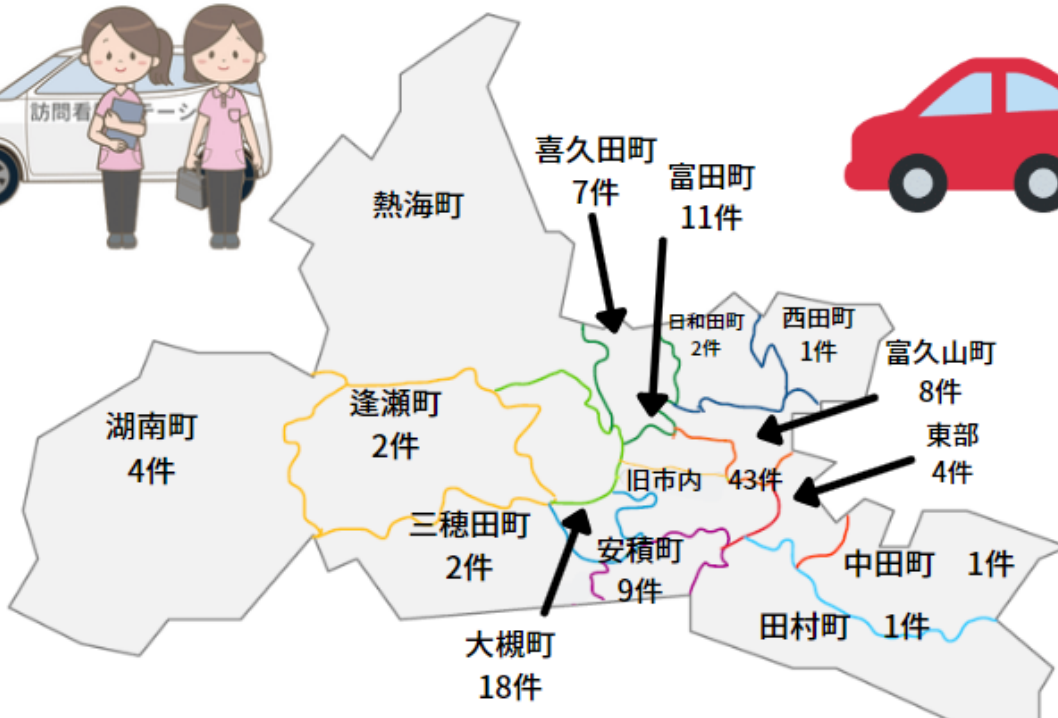 訪問看 テーシ
喜久田町
7件
富田町
11件
熱海町
日和田町
2件
西田町
1件
富久山町
8件
東部
4件
逢瀬町
2件
湖南町
4件
旧市内 43件
三穂田町
2件
安積町
9件
中田町 1件
田村町 1件
大槻町
18件